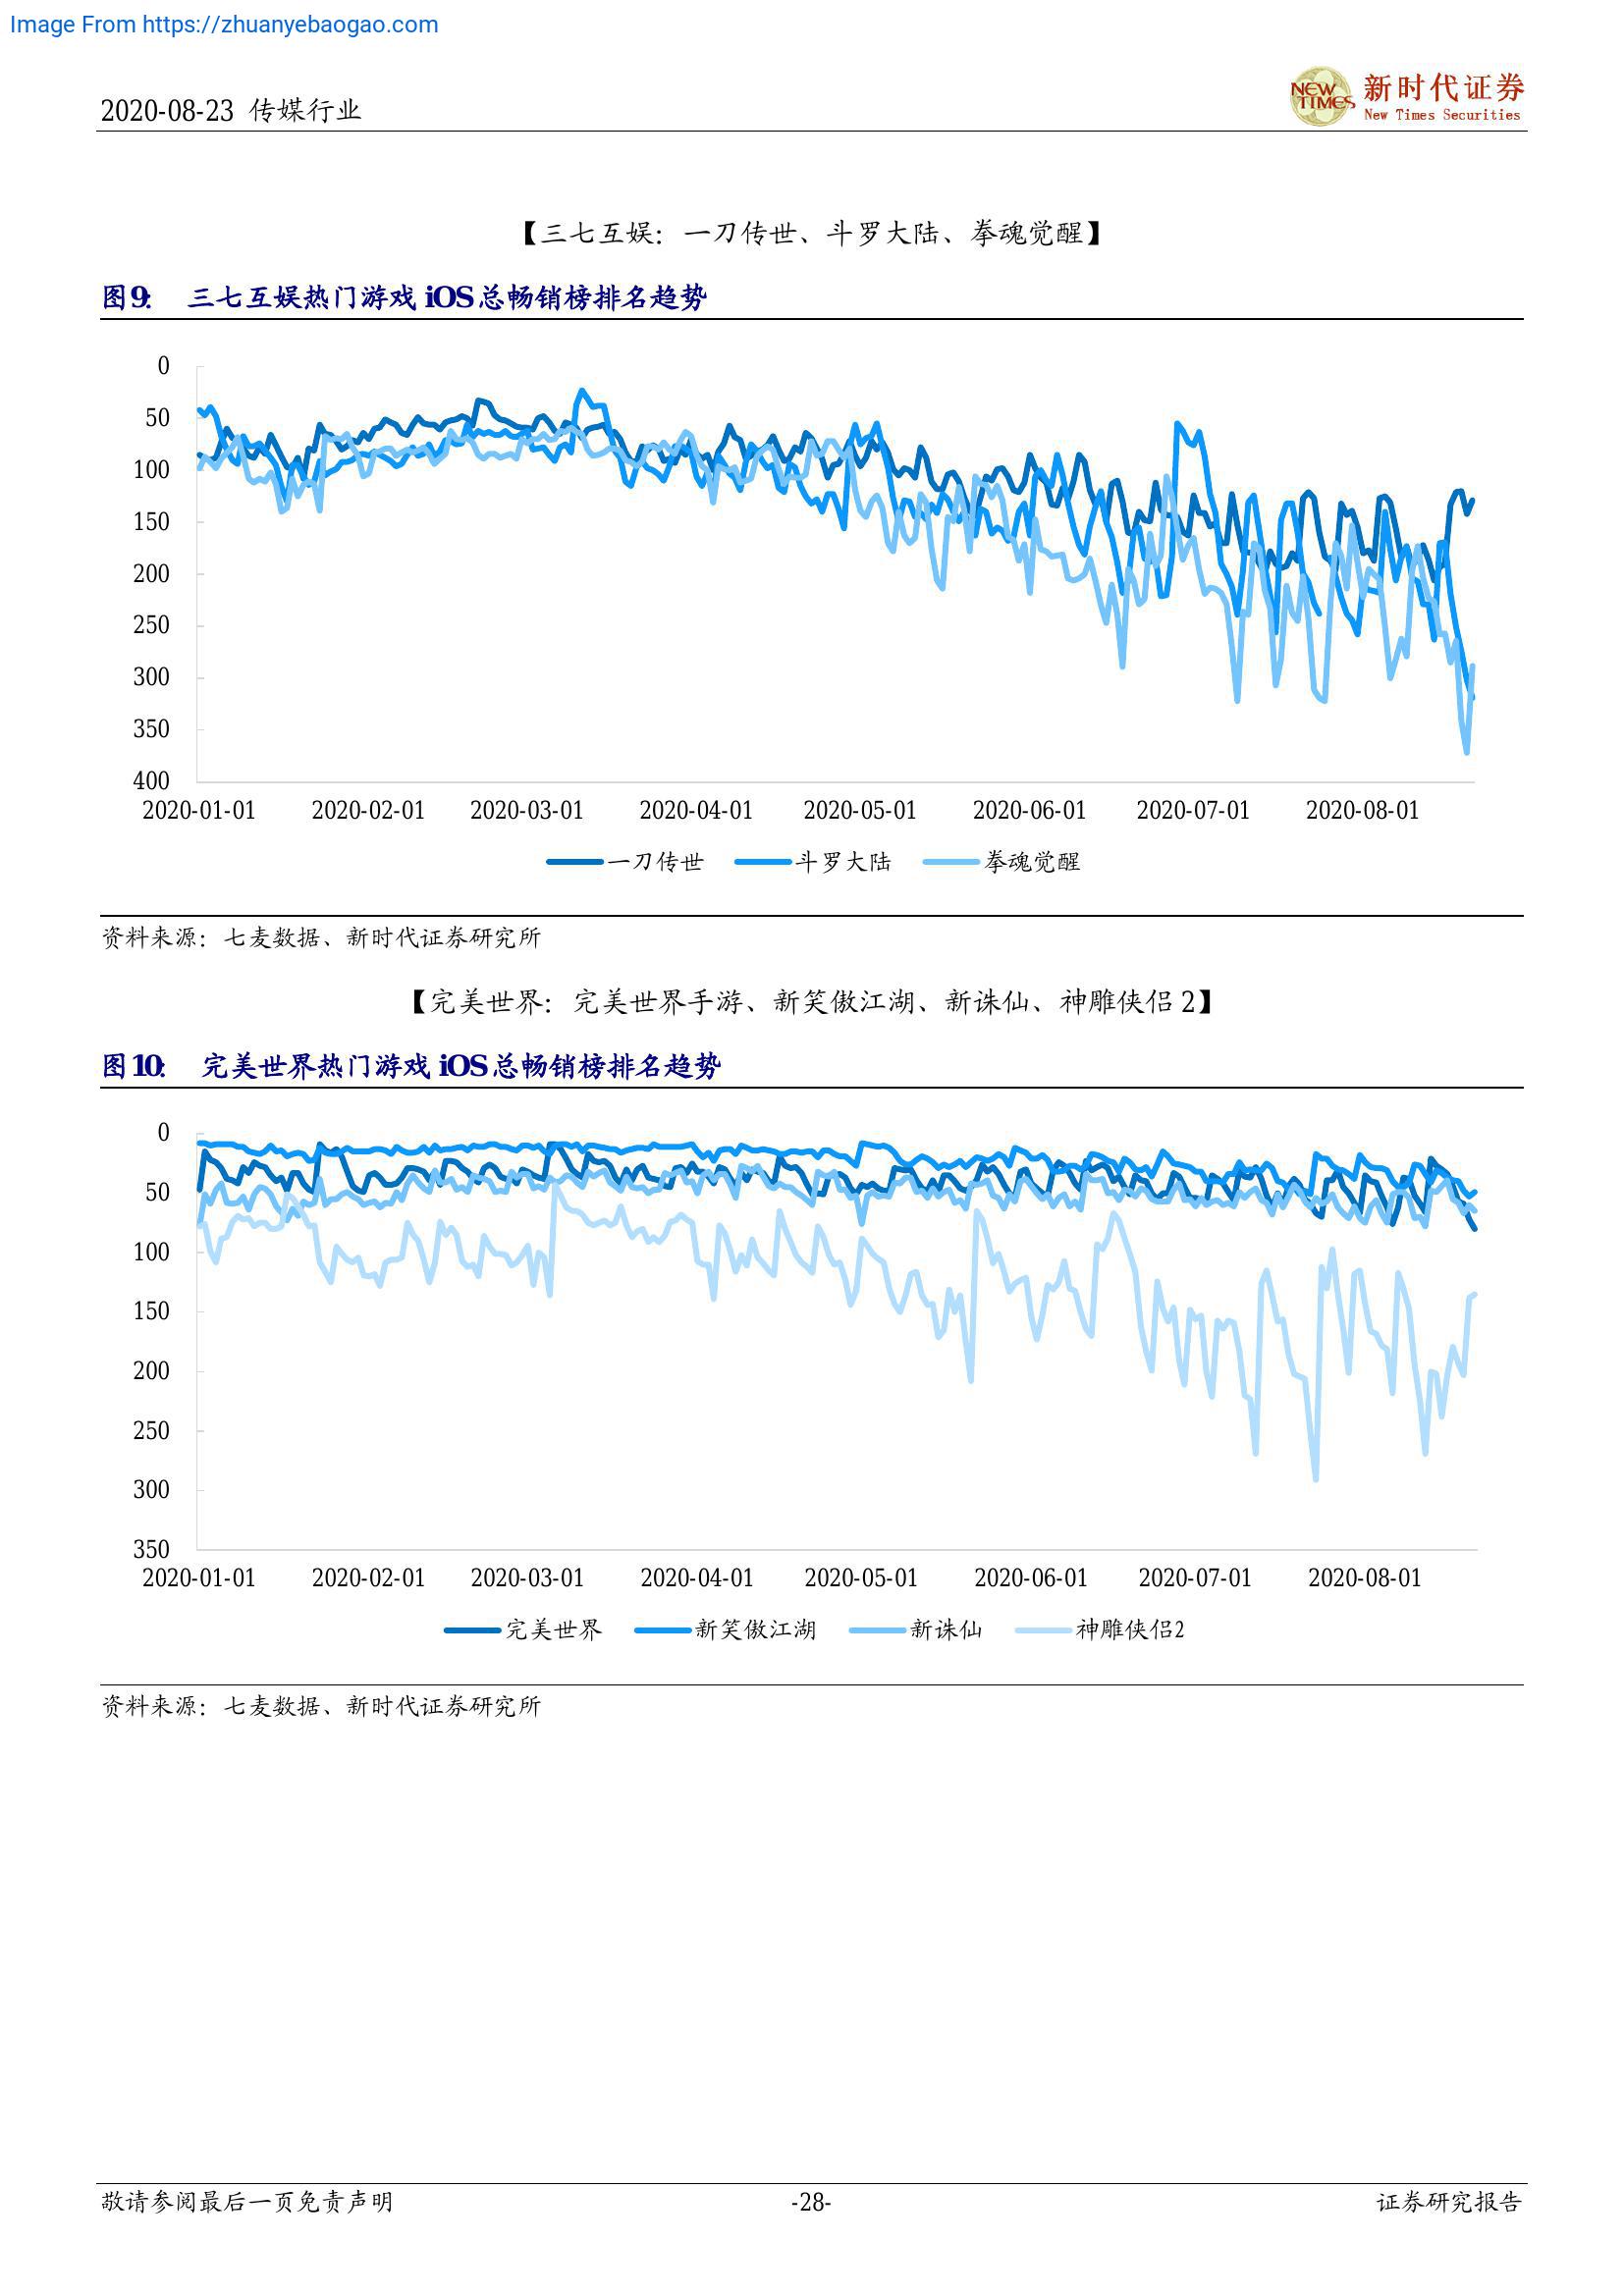 Image From https://zhuanyebaogao.com
2020-08-23 传媒行业
NEW TIMES
新时代证券
New Times Securities
【三七互娱：一刀传世、斗罗大陆、拳魂觉醒】
图9： 三七互娱热门游戏 iOS 总畅销榜排名趋势
0
50
100
150
200
250
300
350
400
2020-01-01 2020-02-01 2020-03-01 2020-04-01 2020-05-01 2020-06-01 2020-07-01 2020-08-01
一刀传世 斗罗大陆 拳魂觉醒
资料来源：七麦数据、新时代证券研究所
【完美世界：完美世界手游、新笑傲江湖、新诛仙、神雕侠侣 2】
图10： 完美世界热门游戏 iOS 总畅销榜排名趋势
0
50
100
150
200
250
300
350
2020-01-01 2020-02-01 2020-03-01 2020-04-01 2020-05-01 2020-06-01 2020-07-01 2020-08-01
完美世界 新笑傲江湖 新诛仙 神雕侠侣2
资料来源：七麦数据、新时代证券研究所
敬请参阅最后一页免责声明 -28- 证券研究报告